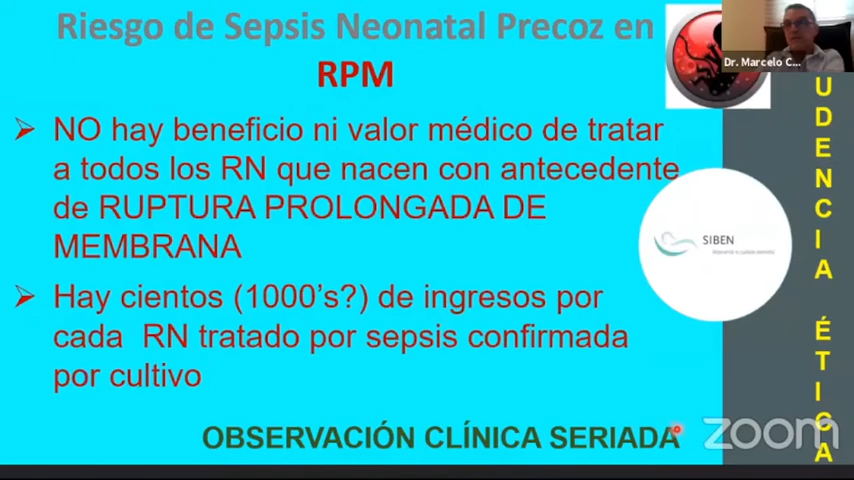 Riesgo de Sepsis Neonatal Precoz en
RPM
NO hay beneficio ni valor médico de tratar
a todos los RN que nacen con antecedente
de RUPTURA PROLONGADA DE
MEMBRANA
Hay cientos (1000's?) de ingresos por
cada RN tratado por sepsis confirmada
por cultivo
OBSERVACIÓN CLÍNICA SERIADA
Dr. Marcelo C...
SIBEN
UDENCIA ÉTICA
zoom